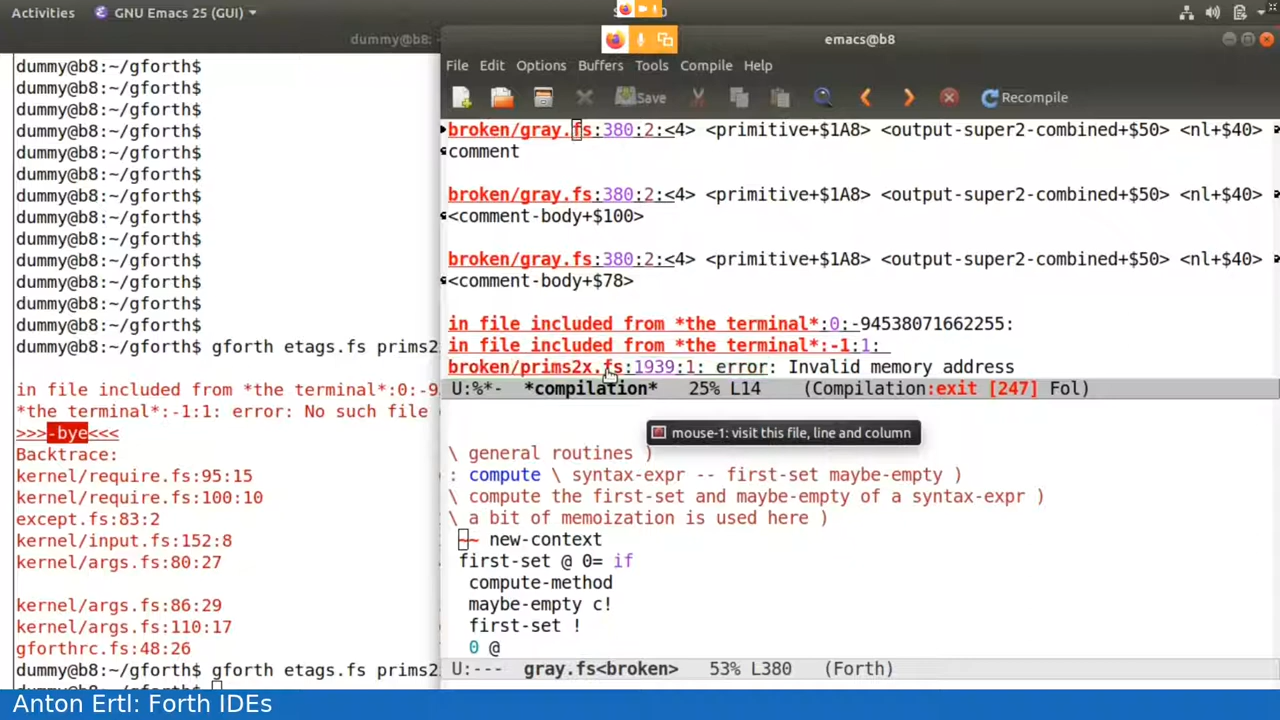 Activities
GNU Emacs 25 (GUI)
dummy@b8: -
emacs@b8
File Edit Options Buffers Tools Compile Help
Save
Recompile
dummy@b8:~/gforth$
dummy@b8:~/gforth$
dummy@b8:~/gforth$
dummy@b8:~/gforth$
dummy@b8:~/gforth$
dummy@b8:~/gforth$
dummy@b8:~/gforth$
dummy@b8:~/gforth$
dummy@b8:~/gforth$
dummy@b8:~/gforth$
dummy@b8:~/gforth$
dummy@b8:~/gforth$
dummy@b8:~/gforth$
dummy@b8:~/gforth$ gforth etags.fs prims2
in file included from *the terminal*:0:-9
*the terminal*:-1:1: error: No such file
>>>-bye<<<
Backtrace:
kernel/require.fs:95:15
kernel/require.fs:100:10
except.fs:83:2
kernel/input.fs:152:8
kernel/args.fs:80:27
kernel/args.fs:86:29
kernel/args.fs:110:17
gforthrc.fs:48:26
dummy@b8:~/gforth$ gforth etags.fs prims2
dummy@b8:~/gforth$
broken/gray.fs:380:2:<4> <primitive+$1A8> <output-super2-combined+$50> <nl+$40>
comment
broken/gray.fs:380:2:<4> <primitive+$1A8> <output-super2-combined+$50> <nl+$40>
<comment-body+$100>
broken/gray.fs:380:2:<4> <primitive+$1A8> <output-super2-combined+$50> <nl+$40>
<comment-body+$78>
in file included from *the terminal*:0:-94538071662255:
in file included from *the terminal*:-1:1:
broken/prims2x.fs:1939:1: error: Invalid memory address
U:%*- *compilation* 25% L14 (Compilation:exit [247] Fol)
mouse-1: visit this file, line and column
\ general routines )
: compute \ syntax-expr -- first-set maybe-empty )
\ compute the first-set and maybe-empty of a syntax-expr )
\ a bit of memoization is used here )
~~ new-context
first-set @ 0= if
compute-method
maybe-empty c!
first-set !
0 @
U:--- gray.fs<broken> 53% L380 (Forth)
Anton Ertl: Forth IDEs